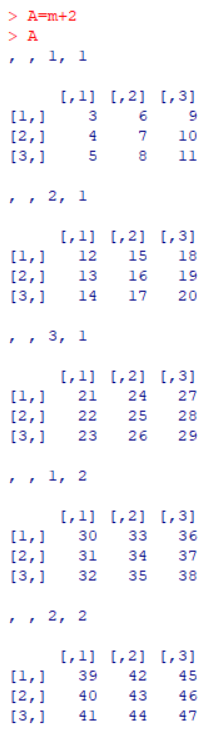 > A=m+2
> A
, , 1, 1
[,1] [,2] [,3]
[1,] 3 6 9
[2,] 4 7 10
[3,] 5 8 11
, , 2, 1
[,1] [,2] [,3]
[1,] 12 15 18
[2,] 13 16 19
[3,] 14 17 20
, , 3, 1
[,1] [,2] [,3]
[1,] 21 24 27
[2,] 22 25 28
[3,] 23 26 29
, , 1, 2
[,1] [,2] [,3]
[1,] 30 33 36
[2,] 31 34 37
[3,] 32 35 38
, , 2, 2
[,1] [,2] [,3]
[1,] 39 42 45
[2,] 40 43 46
[3,] 41 44 47